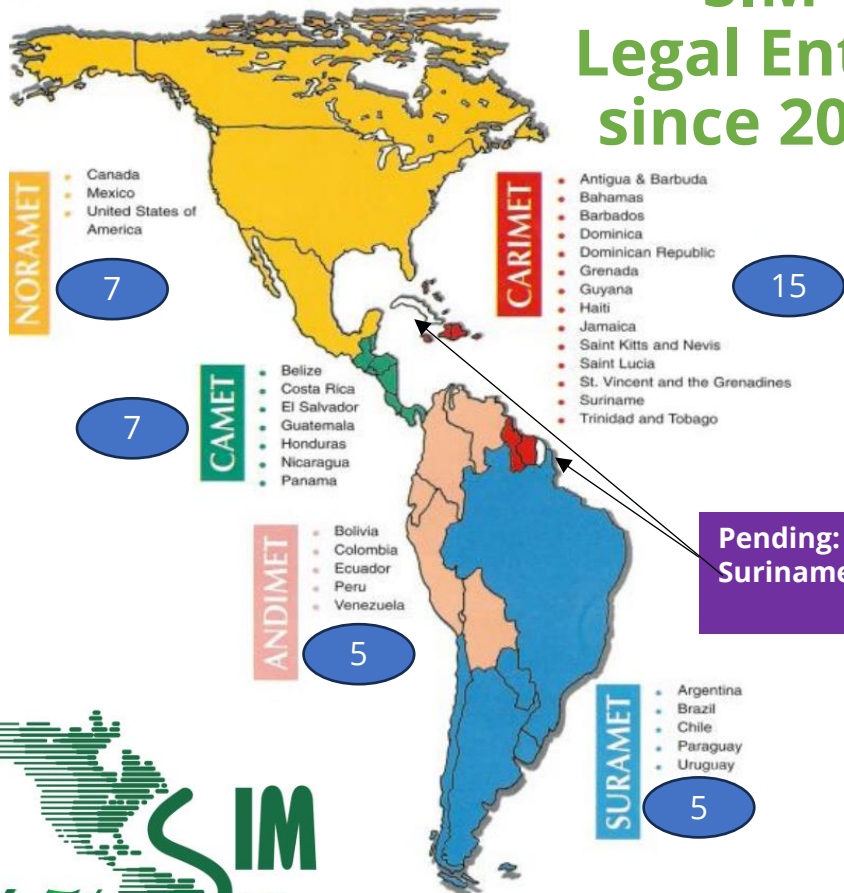 SIM
Legal Ent
since 20
NORAMET
Canada
Mexico
United States of
America
7
CARIMET
Antigua & Barbuda
Bahamas
Barbados
Dominica
Dominican Republic
Grenada
Guyana
Haiti
Jamaica
Saint Kitts and Nevis
Saint Lucia
St. Vincent and the Grenadines
Suriname
Trinidad and Tobago
15
CAMET
Belize
Costa Rica
El Salvador
Guatemala
Honduras
Nicaragua
Panama
7
Pending:
Suriname
ANDIMET
Bolivia
Colombia
Ecuador
Peru
Venezuela
5
SURAMET
Argentina
Brazil
Chile
Paraguay
Uruguay
5
SIM